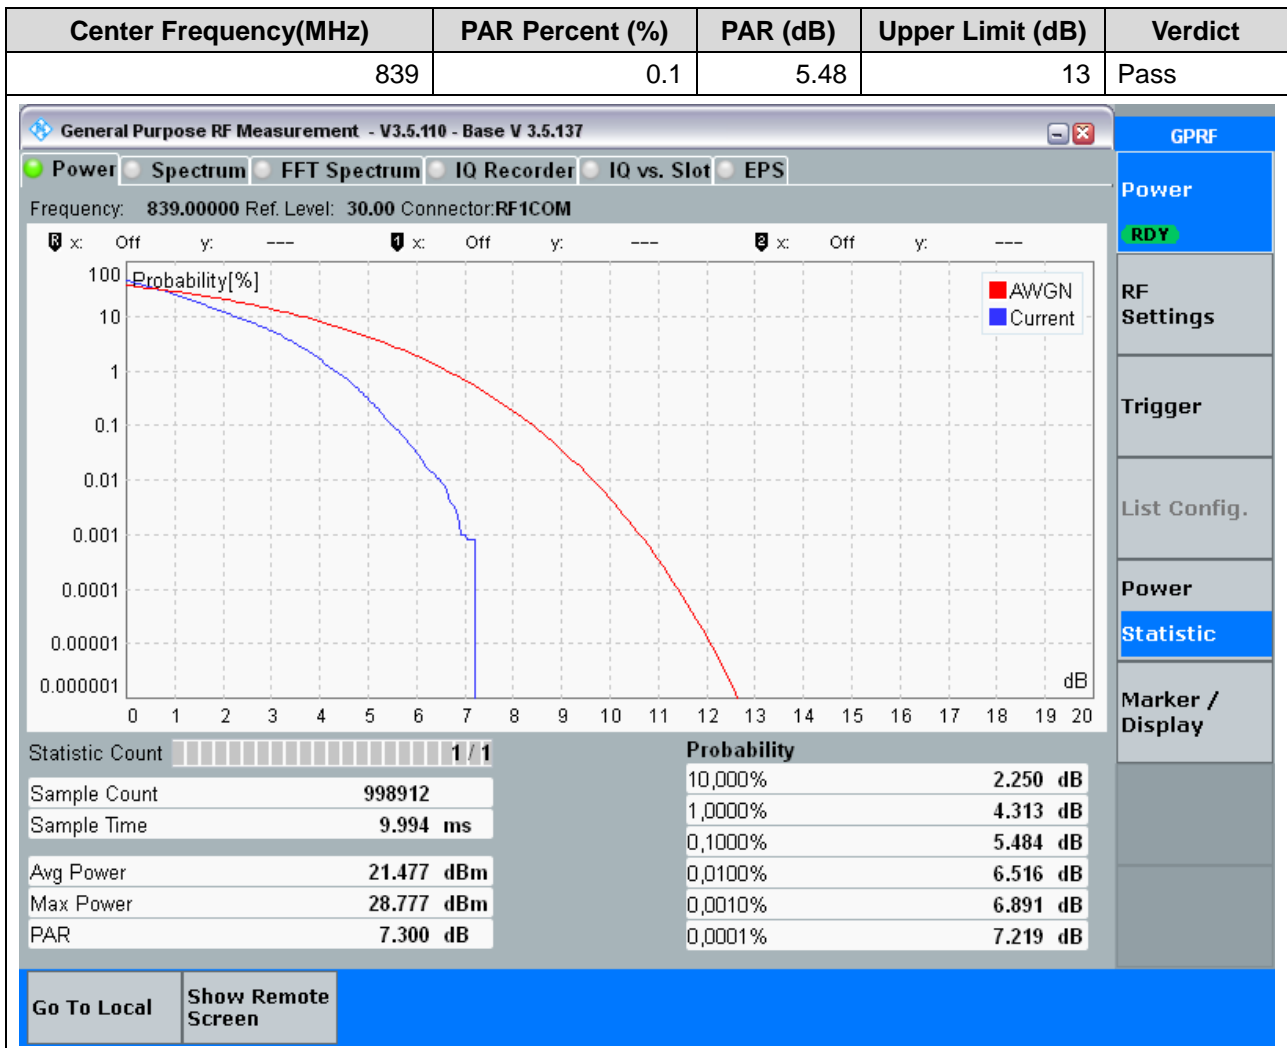 Center Frequency(MHz) PAR Percent (%) PAR (dB) Upper Limit (dB) Verdict
839 0.1 5.48 13 Pass
General Purpose RF Measurement - V3.5.110 - Base V 3.5.137
Power Spectrum FFT Spectrum IQ Recorder IQ vs. Slot EPS
Frequency: 839.00000 Ref. Level: 30.00 Connector:RF1COM
R x: Off y: --- 1 x: Off y: --- 2 x: Off y: ---
Probability[%]
100
10
1
0.1
0.01
0.001
0.0001
0.00001
0.000001
AWGN
Current
dB
0 1 2 3 4 5 6 7 8 9 10 11 12 13 14 15 16 17 18 19 20
Statistic Count 1 / 1
Sample Count 998912
Sample Time 9.994 ms
Avg Power 21.477 dBm
Max Power 28.777 dBm
PAR 7.300 dB
Probability
10,000% 2.250 dB
1,0000% 4.313 dB
0,1000% 5.484 dB
0,0100% 6.516 dB
0,0010% 6.891 dB
0,0001% 7.219 dB
GPRF
Power
RDY
RF
Settings
Trigger
List Config.
Power
Statistic
Marker /
Display
Go To Local
Show Remote
Screen